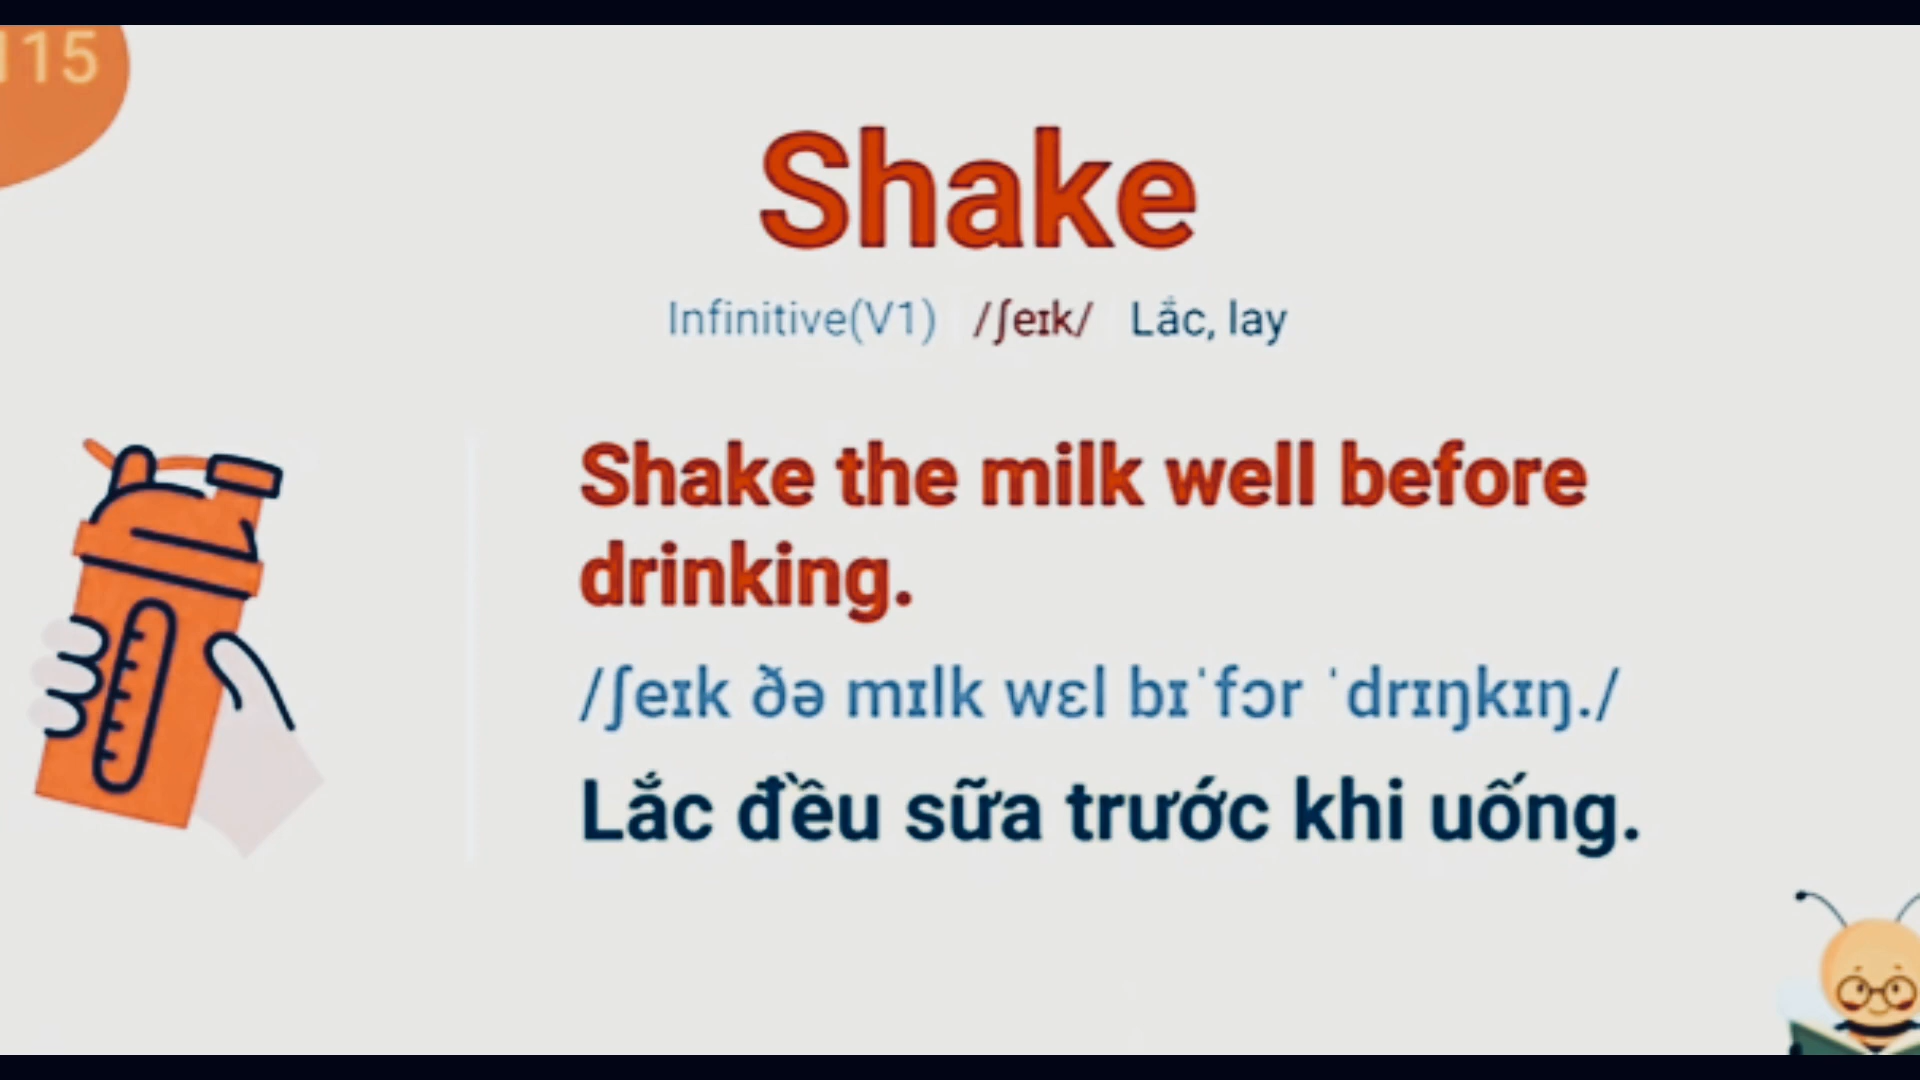 115
Shake
Infinitive(V1) /ʃeɪk/ Lắc, lay
Shake the milk well before
drinking.
/ʃeɪk ðə mɪlk wɛl bɪˈfɔr ˈdrɪŋkɪŋ./
Lắc đều sữa trước khi uống.